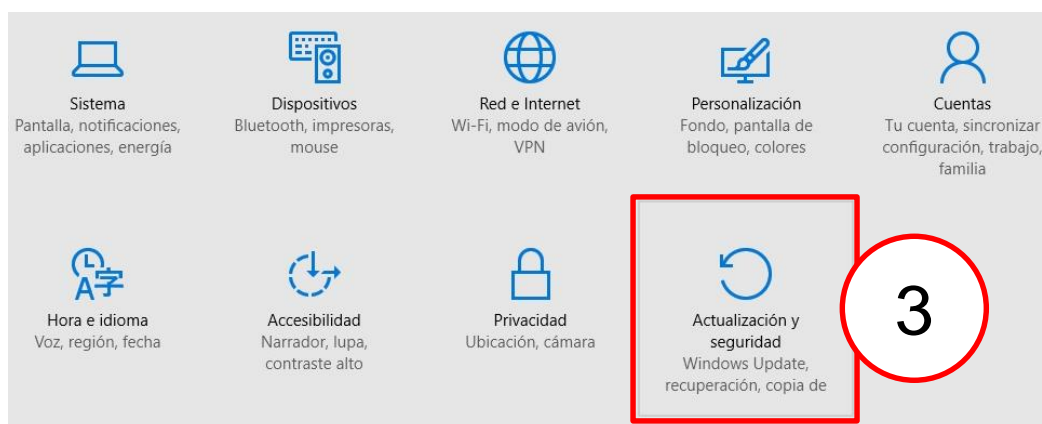 Sistema
Pantalla, notificaciones,
aplicaciones, energía
Dispositivos
Bluetooth, impresoras,
mouse
Red e Internet
Wi-Fi, modo de avión,
VPN
Personalización
Fondo, pantalla de
bloqueo, colores
Cuentas
Tu cuenta, sincronizar
configuración, trabajo,
familia
A字
Hora e idioma
Voz, región, fecha
Accesibilidad
Narrador, lupa,
contraste alto
Privacidad
Ubicación, cámara
Actualización y
seguridad
Windows Update,
recuperación, copia de
3